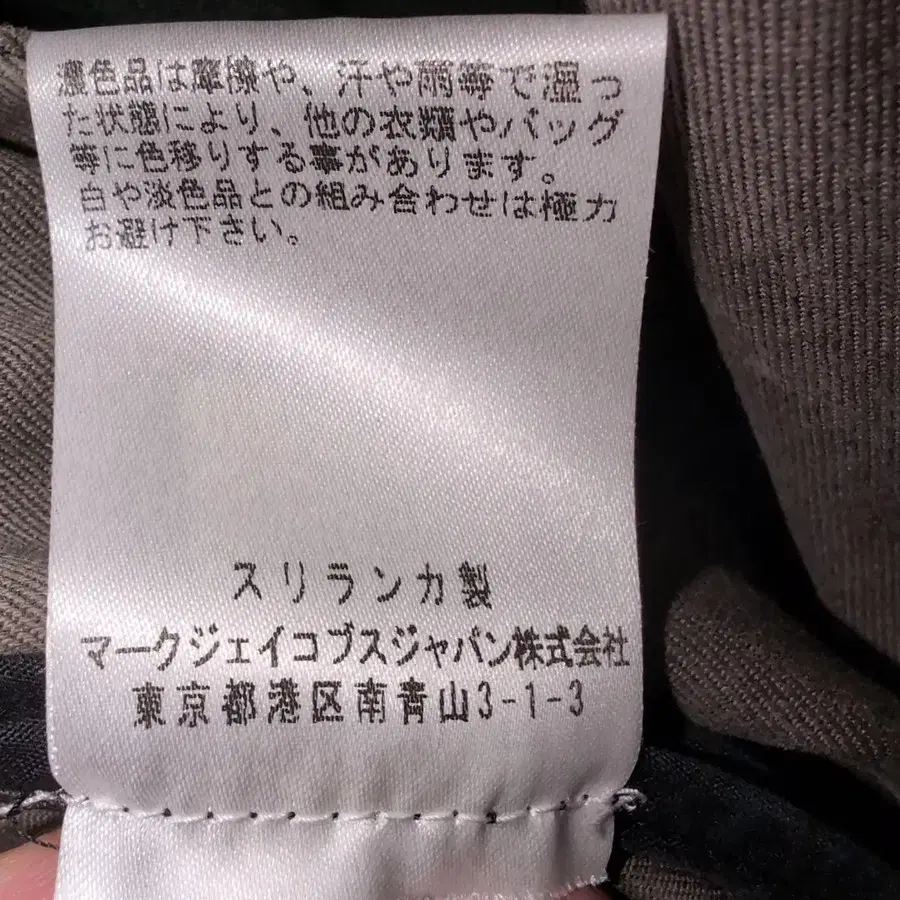 濃色品は摩擦や、汗や雨等で湿っ
た状態により、他の衣類やバッグ
等に色移りする事があります。
白や淡色品との組み合わせは極力
お避け下さい。
スリランカ製
マークジェイコブスジャパン株式会社
東京都港区南青山3-1-3